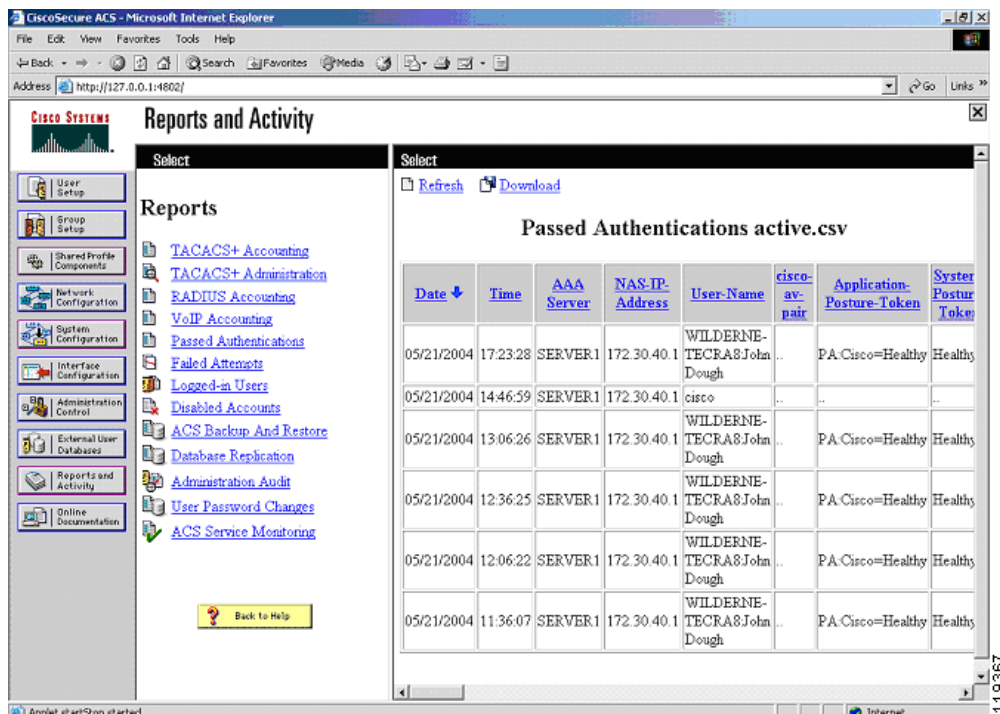 CiscoSecure ACS - Microsoft Internet Explorer
File Edit View Favorites Tools Help
Back Search Favorites Media
Address http://127.0.0.1:4802/ Go Links »
CISCO SYSTEMS
Reports and Activity
User Setup
Group Setup
Shared Profile Components
Network Configuration
System Configuration
Interface Configuration
Administration Control
External User Databases
Reports and Activity
Online Documentation
Select
Reports
TACACS+ Accounting
TACACS+ Administration
RADIUS Accounting
VoIP Accounting
Passed Authentications
Failed Attempts
Logged-in Users
Disabled Accounts
ACS Backup And Restore
Database Replication
Administration Audit
User Password Changes
ACS Service Monitoring
Back to Help
Select
Refresh Download
Passed Authentications active.csv
Date Time AAA Server NAS-IP-Address User-Name cisco-av-pair Application-Posture-Token System Postur Toke
05/21/2004 17:23:28 SERVER1 172.30.40.1 WILDERNE-TECRA8:John Dough .. PA:Cisco=Healthy Healthy
05/21/2004 14:46:59 SERVER1 172.30.40.1 cisco .. .. ..
05/21/2004 13:06:26 SERVER1 172.30.40.1 WILDERNE-TECRA8:John Dough .. PA:Cisco=Healthy Healthy
05/21/2004 12:36:25 SERVER1 172.30.40.1 WILDERNE-TECRA8:John Dough .. PA:Cisco=Healthy Healthy
05/21/2004 12:06:22 SERVER1 172.30.40.1 WILDERNE-TECRA8:John Dough .. PA:Cisco=Healthy Healthy
05/21/2004 11:36:07 SERVER1 172.30.40.1 WILDERNE-TECRA8:John Dough .. PA:Cisco=Healthy Healthy
Applet startStop started
Internet
119367